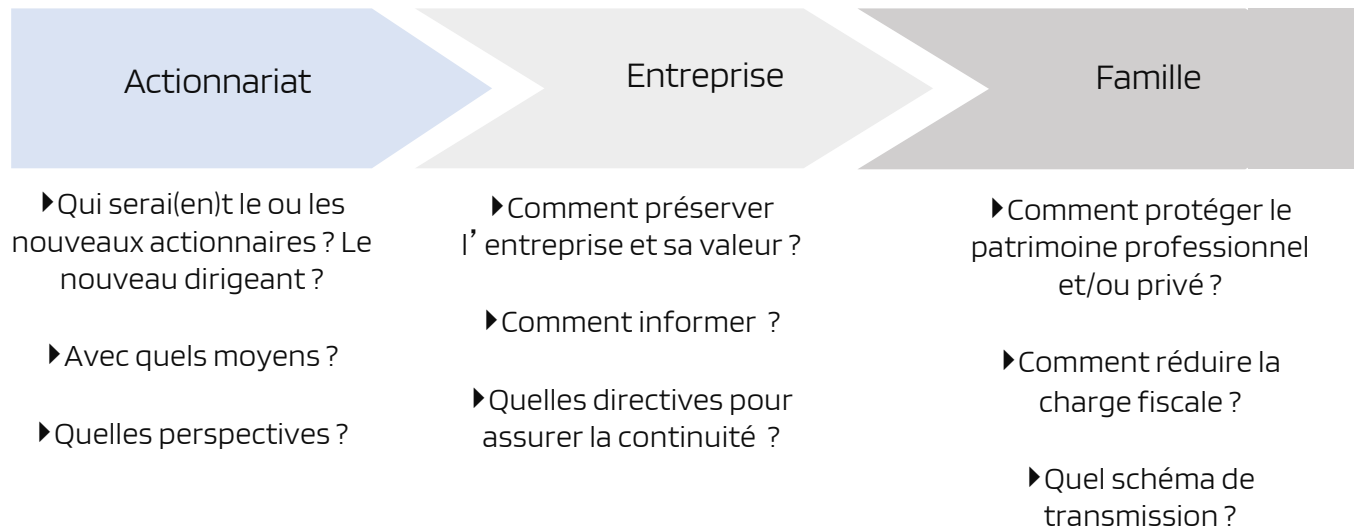 Actionnariat
Entreprise
Famille
▶Qui serai(en)t le ou les
nouveaux actionnaires ? Le
nouveau dirigeant ?
▶Avec quels moyens ?
▶Quelles perspectives ?
▶Comment préserver
l’entreprise et sa valeur ?
▶Comment informer  ?
▶Quelles directives pour
assurer la continuité  ?
▶Comment protéger le
patrimoine professionnel
et/ou privé ?
▶Comment réduire la
charge fiscale ?
▶Quel schéma de
transmission ?